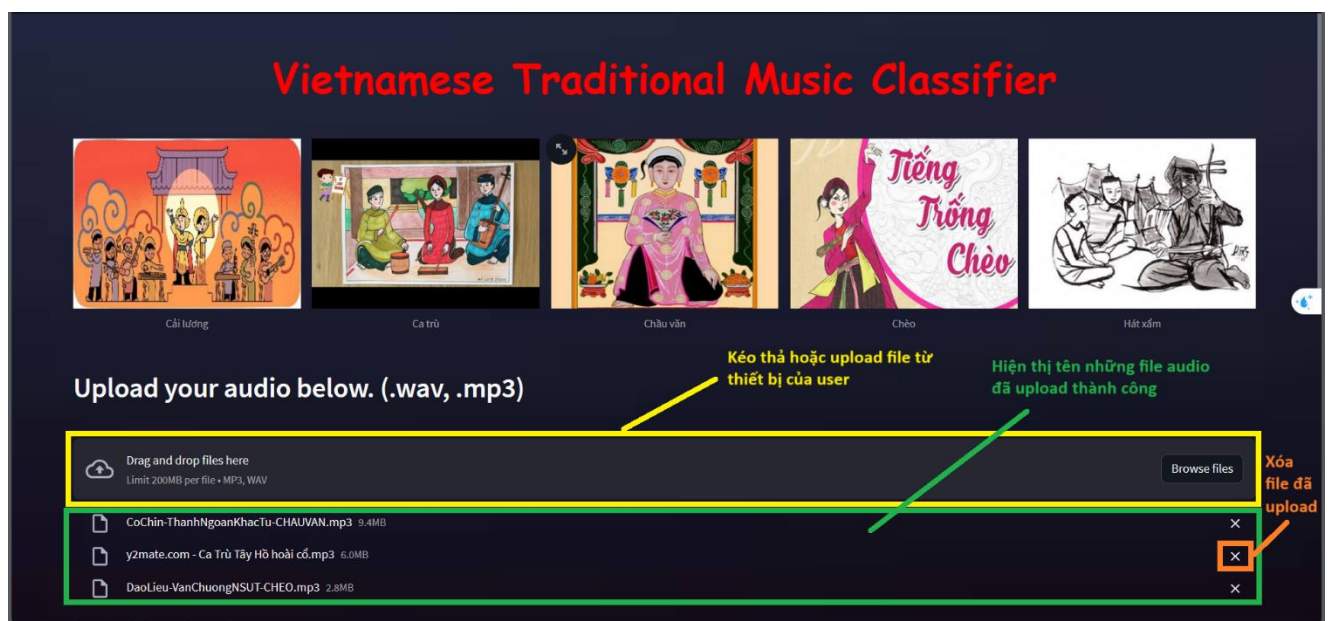 Vietnamese Traditional Music Classifier
Tiếng
Trống
Chèo
Cải lương
Ca trù
Chầu văn
Chèo
Hát xẩm
Kéo thả hoặc upload file từ
thiết bị của user
Hiện thị tên những file audio
đã upload thành công
Upload your audio below. (.wav, .mp3)
Drag and drop files here
Limit 200MB per file • MP3, WAV
Browse files
Xóa
file đã
upload
CoChin-ThanhNgoanKhacTu-CHAUVAN.mp3 9.4MB
y2mate.com - Ca Trù Tây Hồ hoài cổ.mp3 6.0MB
DaoLieu-VanChuongNSUT-CHEO.mp3 2.8MB